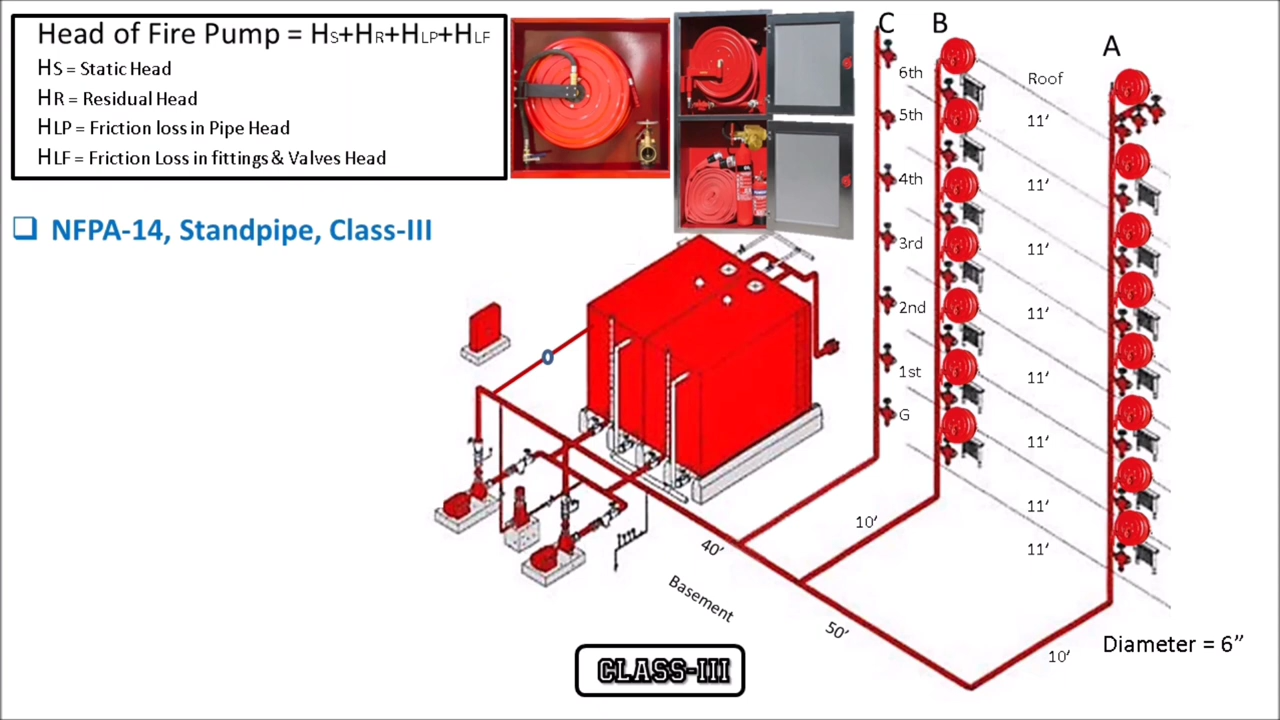 Head of Fire Pump = HS+HR+HLP+HLF
HS = Static Head
HR = Residual Head
HLP = Friction loss in Pipe Head
HLF = Friction Loss in fittings & Valves Head
❑ NFPA-14, Standpipe, Class-III
C
B
A
6th
Roof
5th
11’
4th
11’
3rd
11’
2nd
11’
1st
11’
G
11’
11’
10’
11’
40’
Basement
50’
10’
Diameter = 6”
CLASS-III